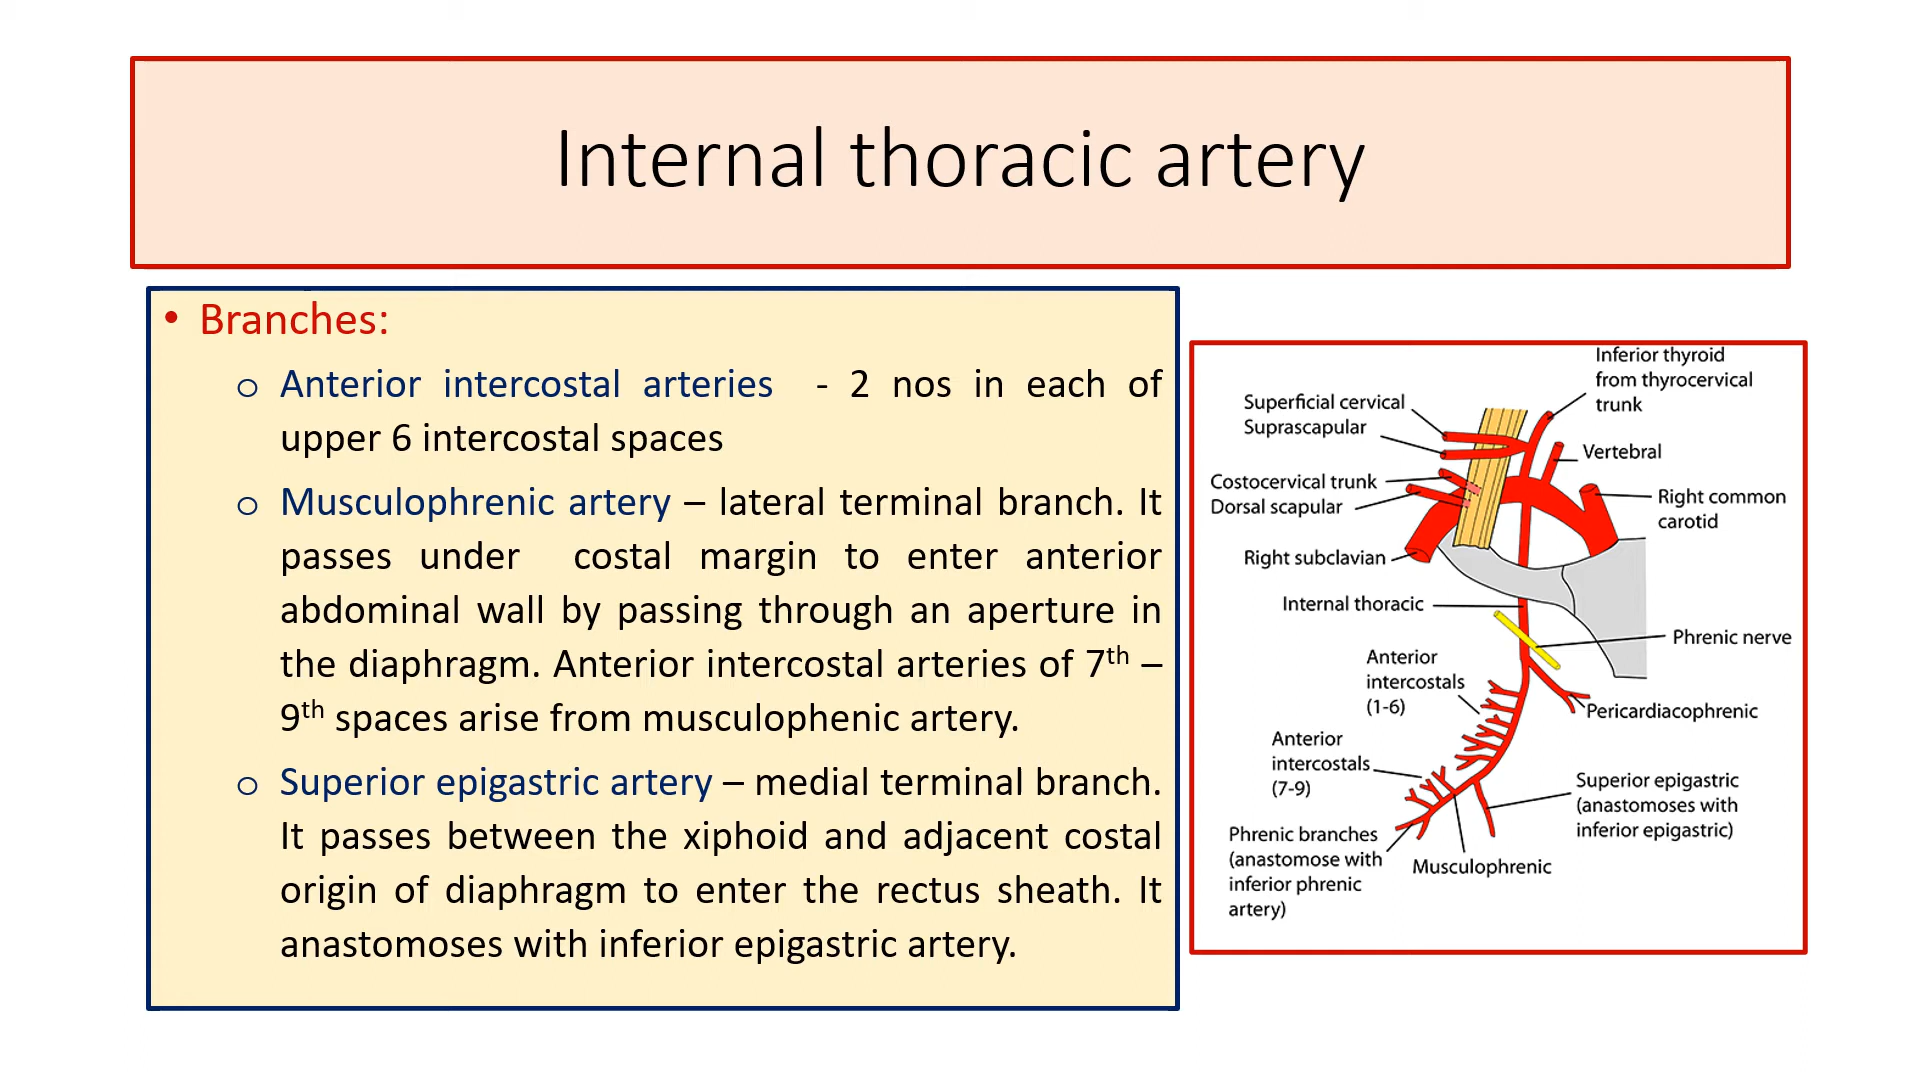 Internal thoracic artery
• Branches:
o Anterior intercostal arteries - 2 nos in each of
upper 6 intercostal spaces
o Musculophrenic artery – lateral terminal branch. It
passes under costal margin to enter anterior
abdominal wall by passing through an aperture in
the diaphragm. Anterior intercostal arteries of 7th –
9th spaces arise from musculophenic artery.
o Superior epigastric artery – medial terminal branch.
It passes between the xiphoid and adjacent costal
origin of diaphragm to enter the rectus sheath. It
anastomoses with inferior epigastric artery.
Inferior thyroid
from thyrocervical
trunk
Superficial cervical
Suprascapular
Vertebral
Costocervical trunk
Dorsal scapular
Right common
carotid
Right subclavian
Internal thoracic
Phrenic nerve
Anterior
intercostals
(1-6)
Pericardiacophrenic
Anterior
intercostals
(7-9)
Superior epigastric
(anastomoses with
inferior epigastric)
Phrenic branches
(anastomose with
inferior phrenic
artery)
Musculophrenic